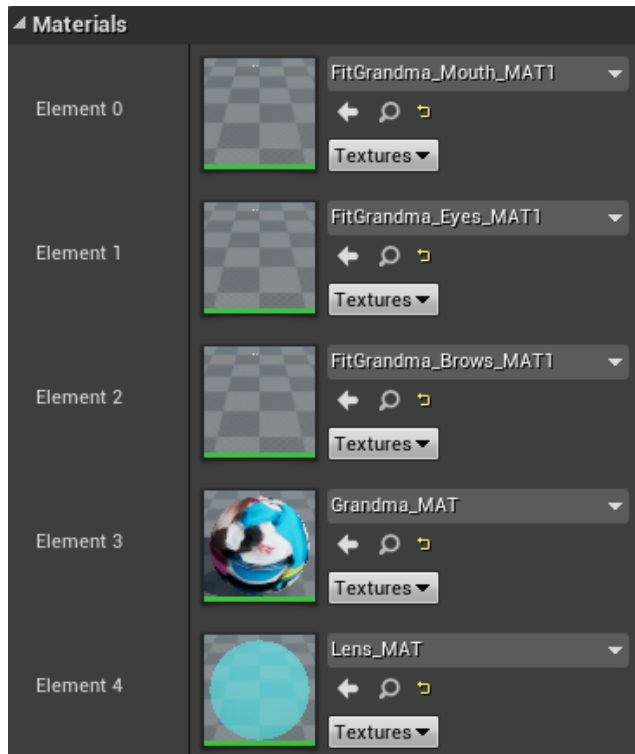 Materials
Element 0
FitGrandma_Mouth_MAT1
Textures
Element 1
FitGrandma_Eyes_MAT1
Textures
Element 2
FitGrandma_Brows_MAT1
Textures
Element 3
Grandma_MAT
Textures
Element 4
Lens_MAT
Textures